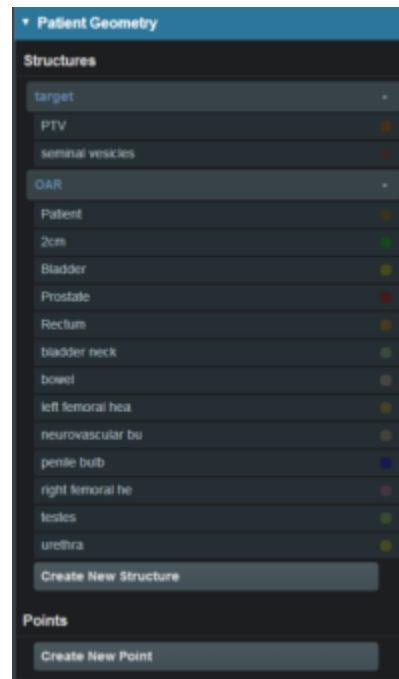 Patient Geometry
Structures
target
PTV
seminal vesicles
OAR
Patient
2cm
Bladder
Prostate
Rectum
bladder neck
bowel
left femoral hea
neurovascular bu
penile bulb
right femoral he
testes
urethra
Create New Structure
Points
Create New Point